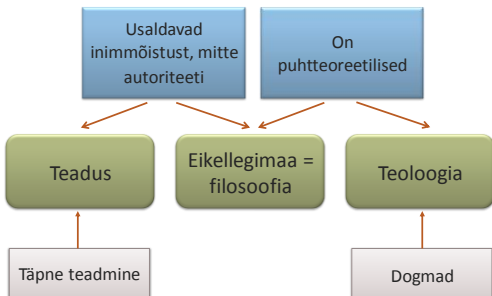 Usaldavad
inimmõistust, mitte
autoriteeti
On
puhtteoreetilised
Teadus
Eikellegimaa =
filosoofia
Teoloogia
Täpne teadmine
Dogmad